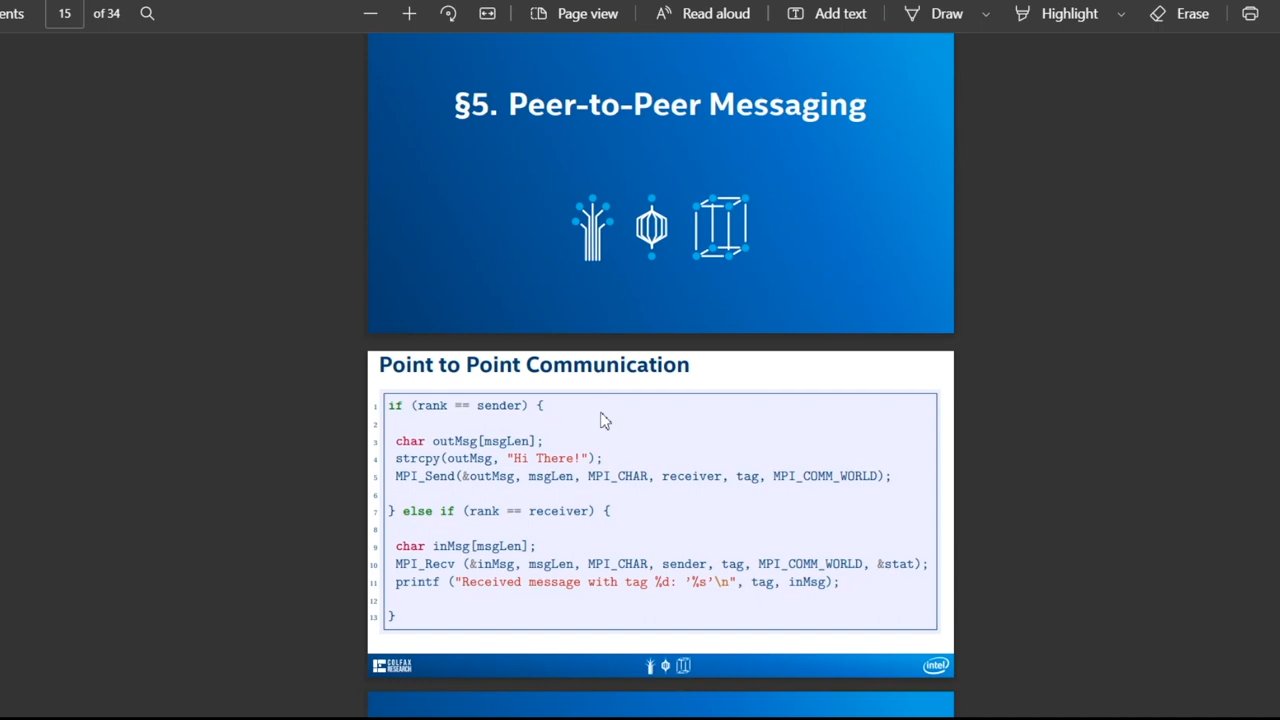 ents 15 of 34 Page view Read aloud Add text Draw Highlight Erase
§5. Peer-to-Peer Messaging
Point to Point Communication
1 if (rank == sender) {
2
3 char outMsg[msgLen];
4 strcpy(outMsg, "Hi There!");
5 MPI_Send(&outMsg, msgLen, MPI_CHAR, receiver, tag, MPI_COMM_WORLD);
6
7 } else if (rank == receiver) {
8
9 char inMsg[msgLen];
10 MPI_Recv (&inMsg, msgLen, MPI_CHAR, sender, tag, MPI_COMM_WORLD, &stat);
11 printf ("Received message with tag %d: '%s'\n", tag, inMsg);
12
13 }
COLFAX
RESEARCH
intel